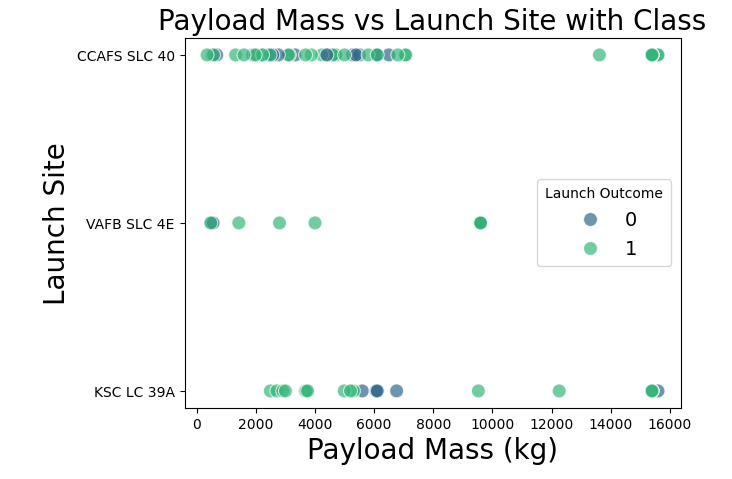 Payload Mass vs Launch Site with Class
CCAFS SLC 40
VAFB SLC 4E
KSC LC 39A
Launch Site
Launch Outcome
0
1
0 2000 4000 6000 8000 10000 12000 14000 16000
Payload Mass (kg)